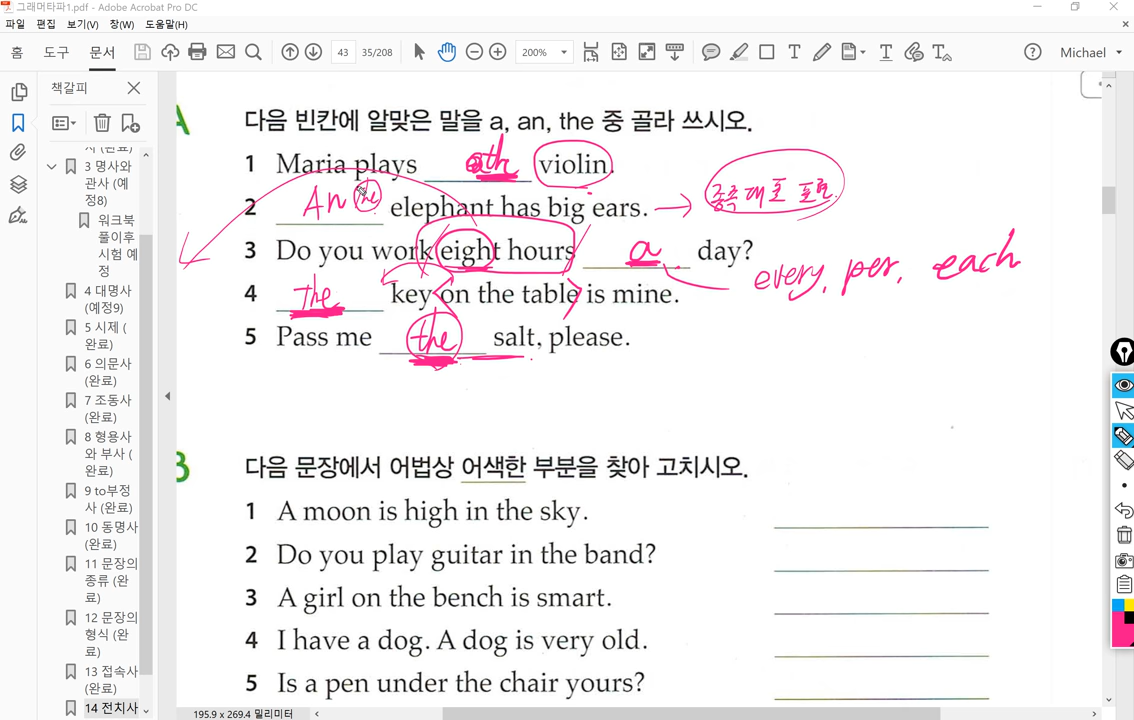 그래머타파1.pdf - Adobe Acrobat Pro DC
파일 편집 보기(V) 창(W) 도움말(H)
홈 도구 문서 43 35/208 200% Michael
책갈피
시 (완료)
3 명사와
관사 (예
정8)
워크북
풀이후
시험 예
정
4 대명사
(예정9)
5 시제 (
완료)
6 의문사
(완료)
7 조동사
(완료)
8 형용사
와 부사 (
완료)
9 to부정
사 (완료)
10 동명사
(완료)
11 문장의
종류 (완
료)
12 문장의
형식 (완
료)
13 접속사
(완료)
14 전치사
A 다음 빈칸에 알맞은 말을 a, an, the 중 골라 쓰시오.
1 Maria plays the violin.
2 An the elephant has big ears. → 종족 대표 표현
3 Do you work eight hours a day?
every, per, each
4 the key on the table is mine.
5 Pass me the salt, please.
B 다음 문장에서 어법상 어색한 부분을 찾아 고치시오.
1 A moon is high in the sky.
2 Do you play guitar in the band?
3 A girl on the bench is smart.
4 I have a dog. A dog is very old.
5 Is a pen under the chair yours?
195.9 x 269.4 밀리미터